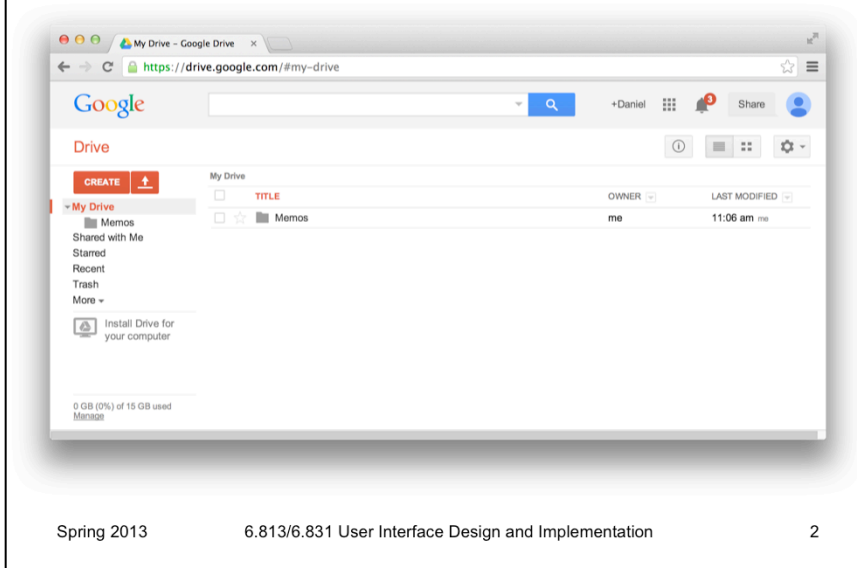 My Drive – Google Drive
https://drive.google.com/#my-drive
Google
+Daniel
3
Share
Drive
CREATE
My Drive
My Drive
TITLE
OWNER
LAST MODIFIED
Memos
me
11:06 am me
Memos
Shared with Me
Starred
Recent
Trash
More
Install Drive for
your computer
0 GB (0%) of 15 GB used
Manage
Spring 2013
6.813/6.831 User Interface Design and Implementation
2